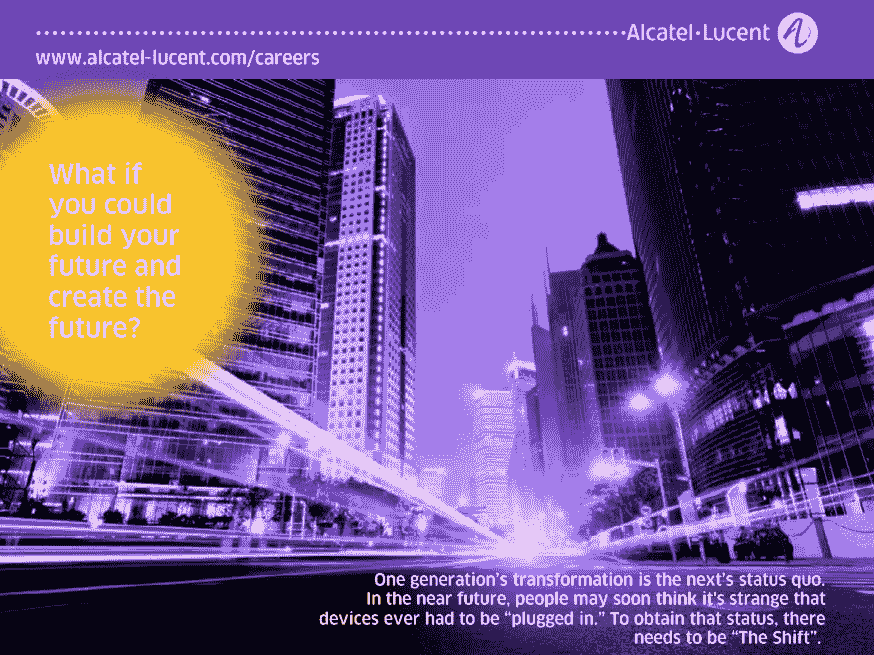 Alcatel·Lucent
www.alcatel-lucent.com/careers
What if
you could
build your
future and
create the
future?
One generation's transformation is the next's status quo.
In the near future, people may soon think it's strange that
devices ever had to be “plugged in.” To obtain that status, there
needs to be “The Shift”.